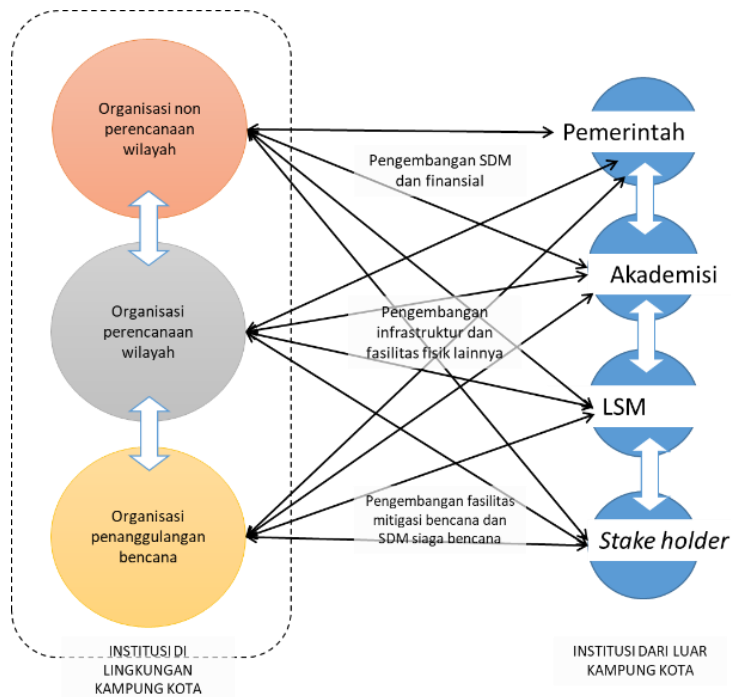 Organisasi non
perencanaan
wilayah
Pemerintah
Pengembangan SDM
dan finansial
Akademisi
Organisasi
perencanaan
wilayah
Pengembangan
infrastruktur dan
fasilitas fisik lainnya
LSM
Organisasi
penanggulangan
bencana
Pengembangan fasilitas
mitigasi bencana dan
SDM siaga bencana
Stake holder
INSTITUSI DI
LINGKUNGAN
KAMPUNG KOTA
INSTITUSI DARI LUAR
KAMPUNG KOTA